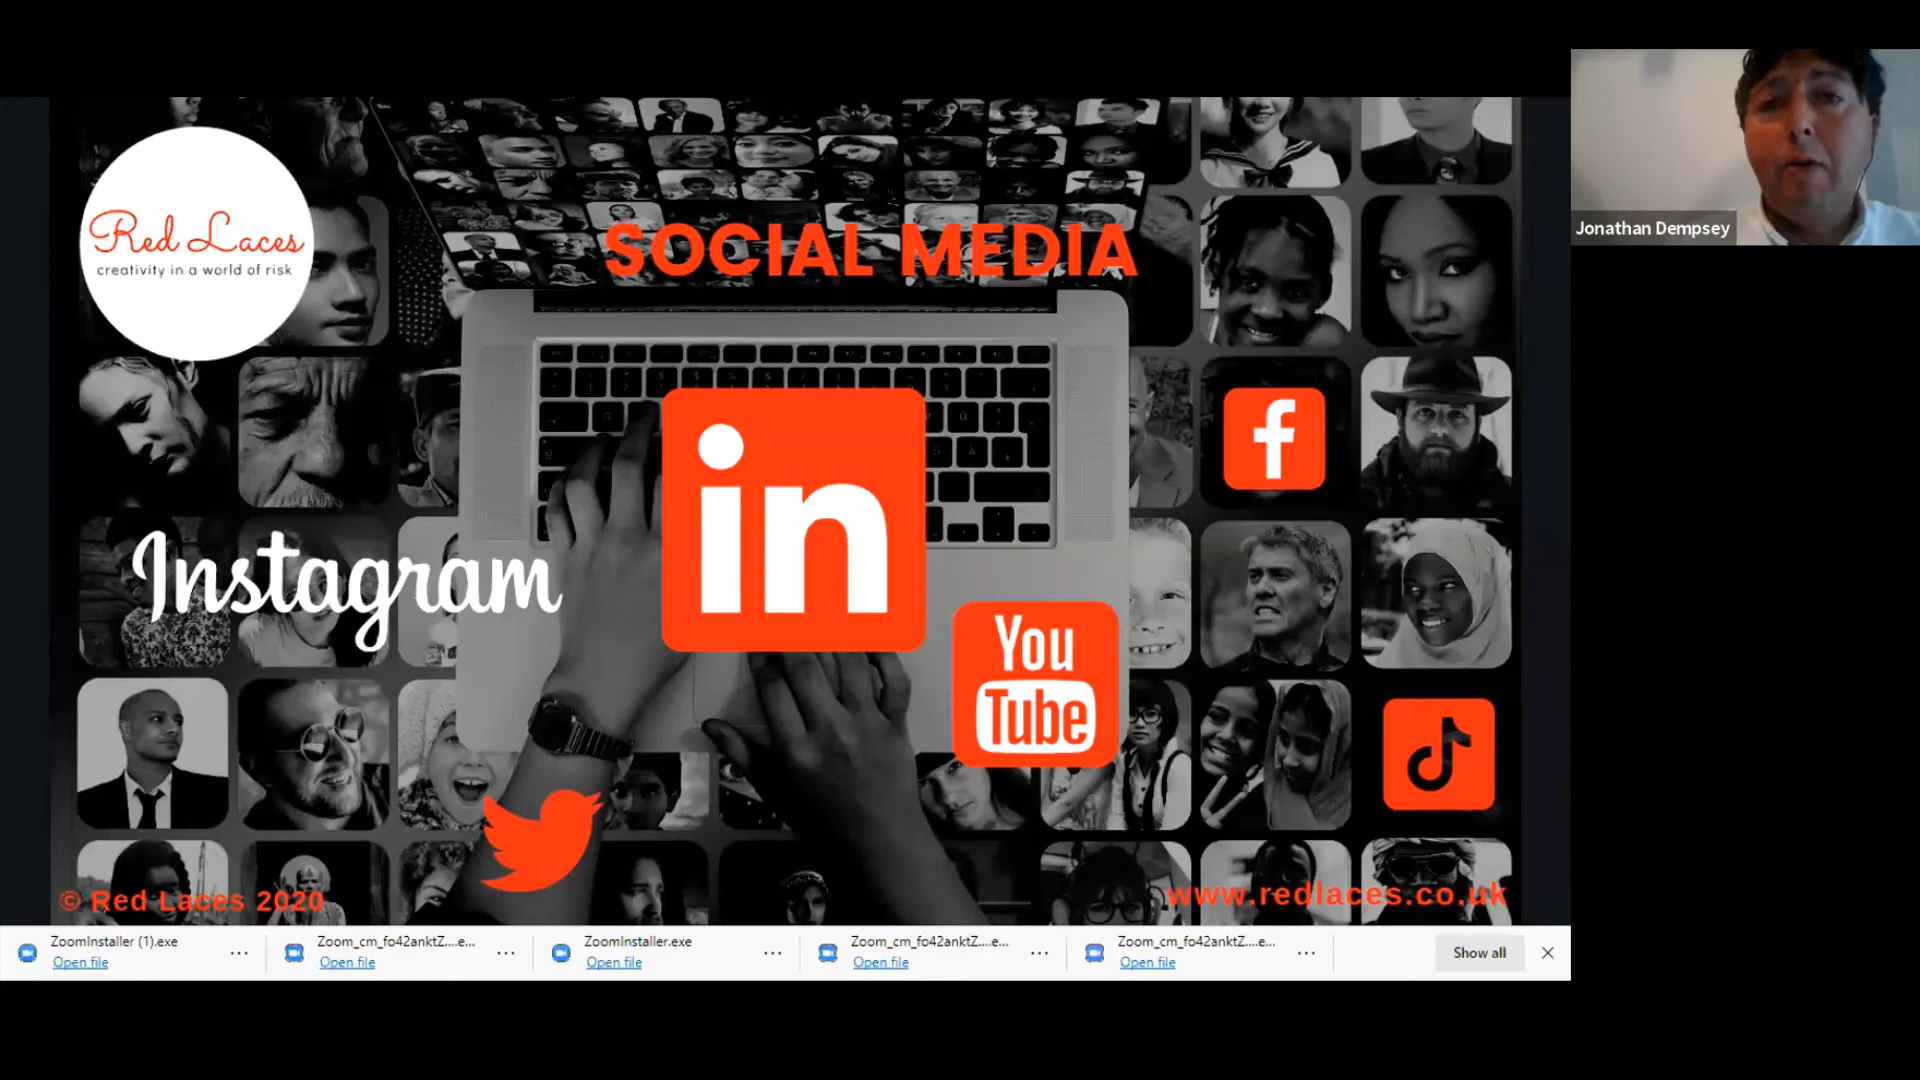 Red Laces
creativity in a world of risk
SOCIAL MEDIA
Jonathan Dempsey
in
f
Instagram
You
Tube
© Red Laces 2020
www.redlaces.co.uk
ZoomInstaller (1).exe
Open file
Zoom_cm_fo42anktZ....e...
Open file
ZoomInstaller.exe
Open file
Zoom_cm_fo42anktZ....e...
Open file
Zoom_cm_fo42anktZ....e...
Open file
Show all